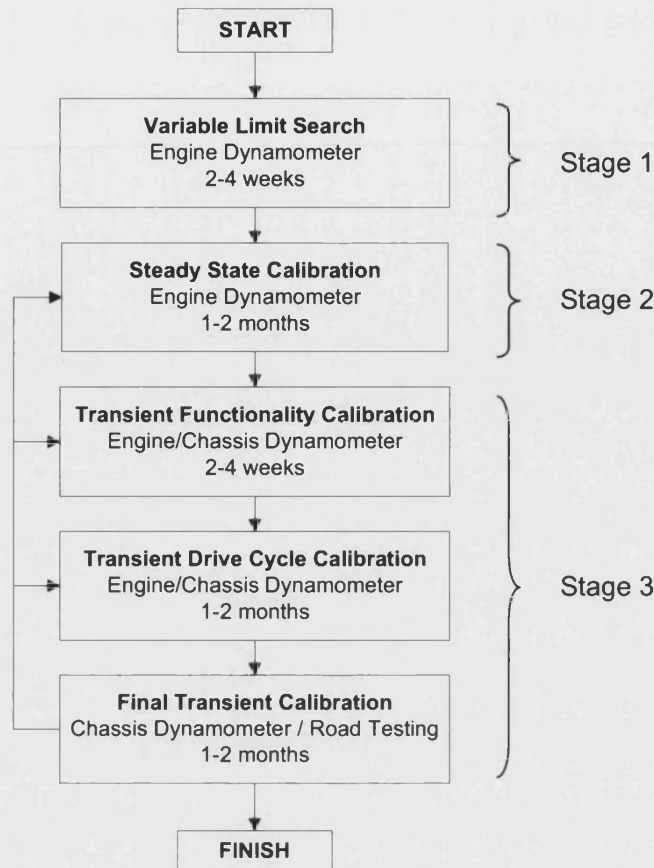 START
Variable Limit Search
Engine Dynamometer
2-4 weeks
Stage 1
Steady State Calibration
Engine Dynamometer
1-2 months
Stage 2
Transient Functionality Calibration
Engine/Chassis Dynamometer
2-4 weeks
Transient Drive Cycle Calibration
Engine/Chassis Dynamometer
1-2 months
Stage 3
Final Transient Calibration
Chassis Dynamometer / Road Testing
1-2 months
FINISH